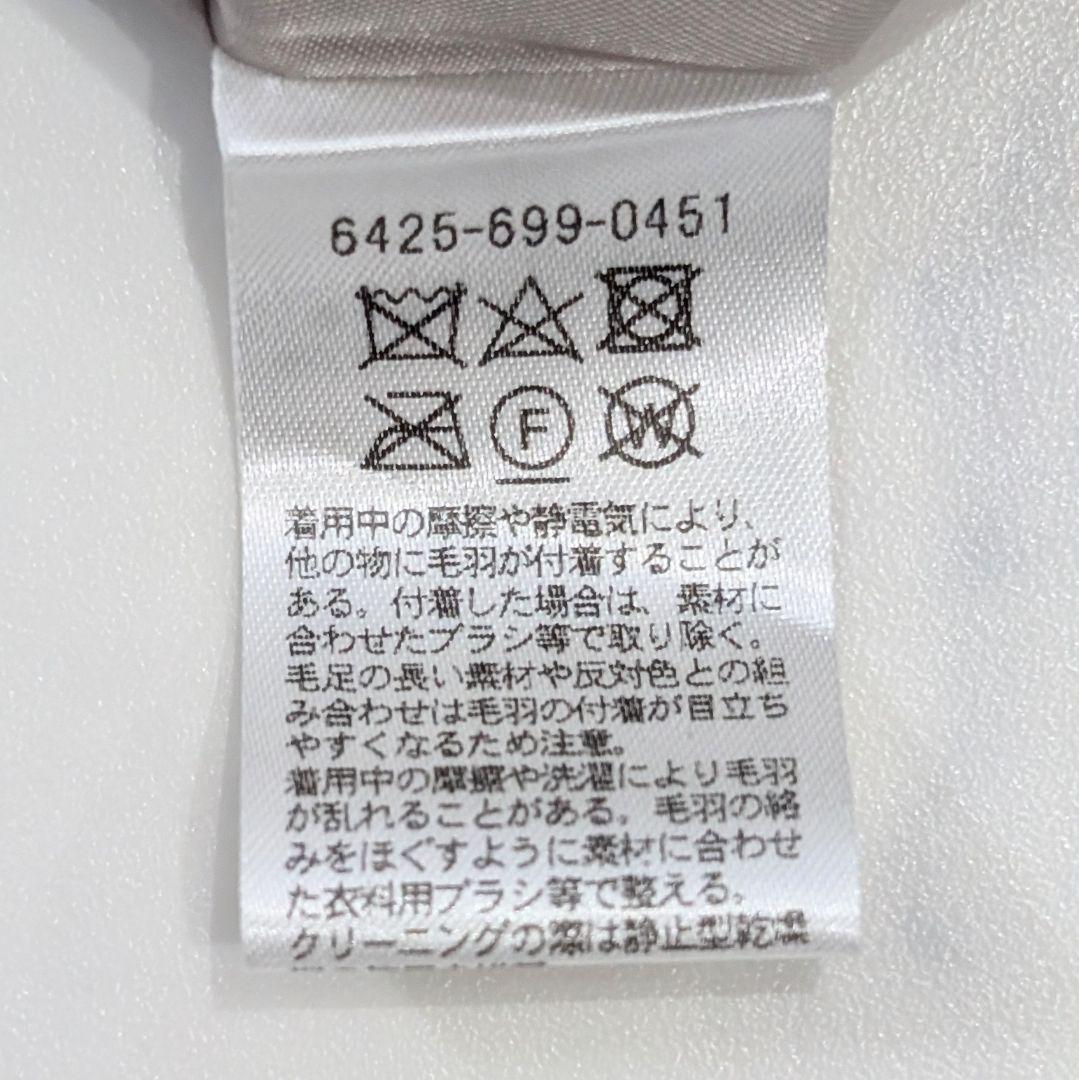 6425-699-0451
F
W
着用中の摩擦や静電気により、
他の物に毛羽が付着することが
ある。付着した場合は、素材に
合わせたブラシ等で取り除く。
毛足の長い素材や反対色との組
み合わせは毛羽の付着が目立ち
やすくなるため注意。
着用中の摩擦や洗濯により毛羽
が乱れることがある。毛羽の絡
みをほぐすように素材に合わせ
た衣料用ブラシ等で整える。
クリーニングの際は静止型乾燥